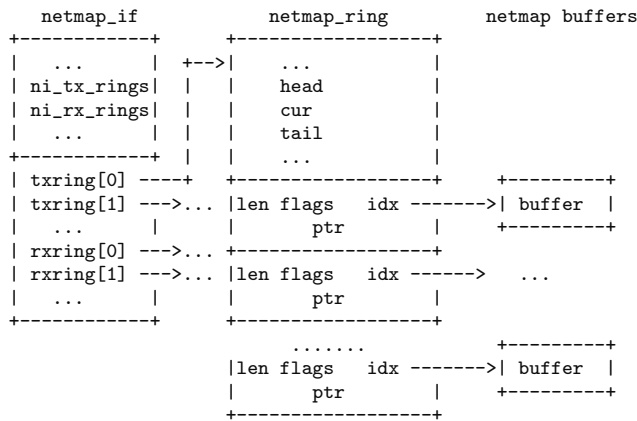 netmap_if netmap_ring netmap buffers
+------------+ +------------------+
| ... | +-->| ... |
| ni_tx_rings| | | head |
| ni_rx_rings| | | cur |
| ... | | | tail |
+------------+ | | ... |
| txring[0] ----+ +------------------+ +---------+
| txring[1] --->... |len flags idx ------->| buffer |
| ... | | ptr | +---------+
| rxring[0] --->... +------------------+
| rxring[1] --->... |len flags idx ------> ...
| ... | | ptr |
+------------+ +------------------+
....... +---------+
|len flags idx ------->| buffer |
| ptr | +---------+
+------------------+